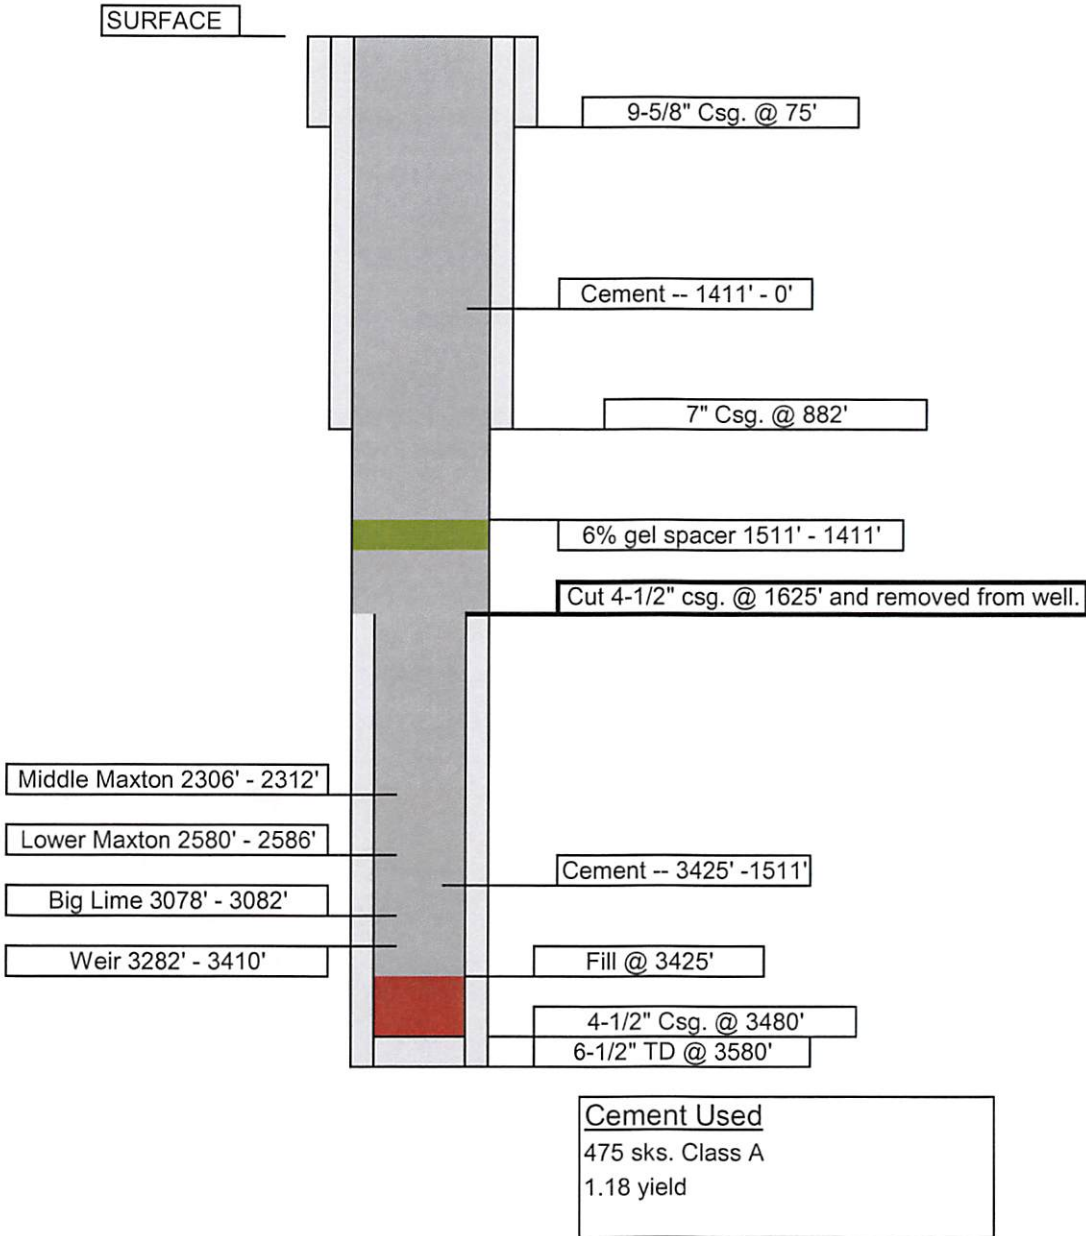 SURFACE
9-5/8" Csg. @ 75'
Cement -- 1411' - 0'
7" Csg. @ 882'
6% gel spacer 1511' - 1411'
Cut 4-1/2" csg. @ 1625' and removed from well.
Middle Maxton 2306' - 2312'
Lower Maxton 2580' - 2586'
Cement -- 3425' -1511'
Big Lime 3078' - 3082'
Weir 3282' - 3410'
Fill @ 3425'
4-1/2" Csg. @ 3480'
6-1/2" TD @ 3580'
Cement Used
475 sks. Class A
1.18 yield